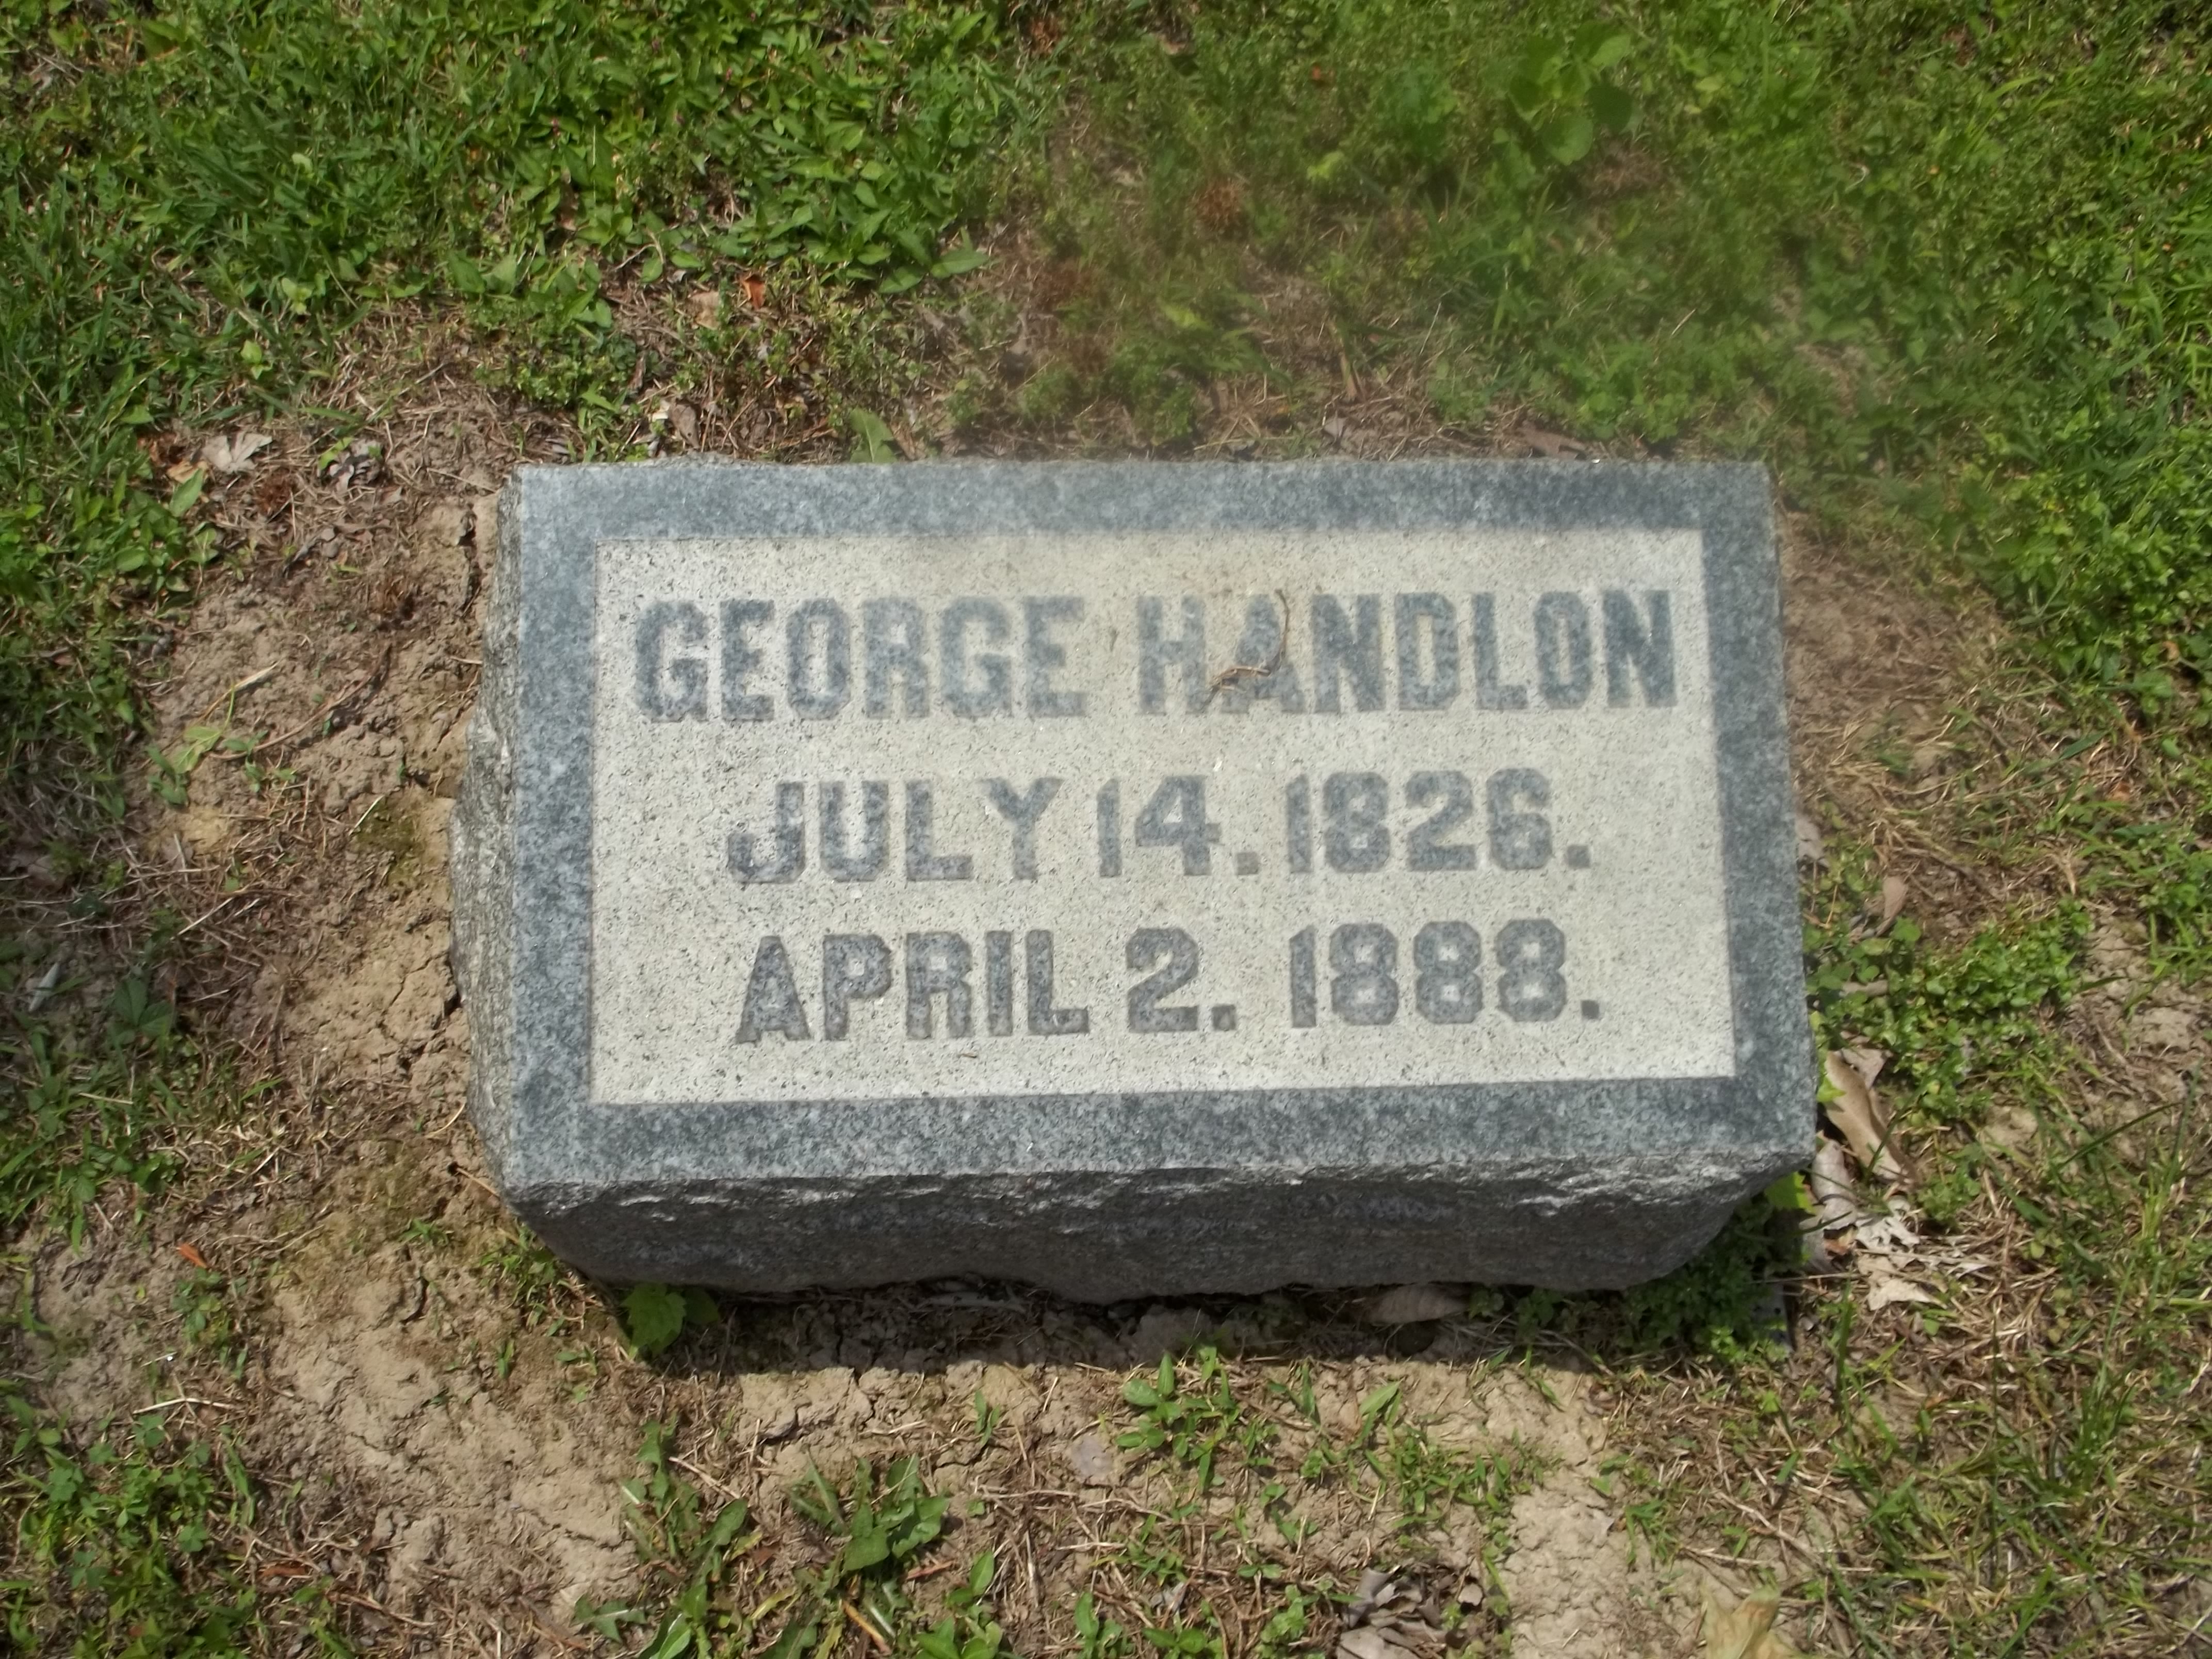 GEORGE HANDLON
JULY 14. 1826.
APRIL 2. 1888.